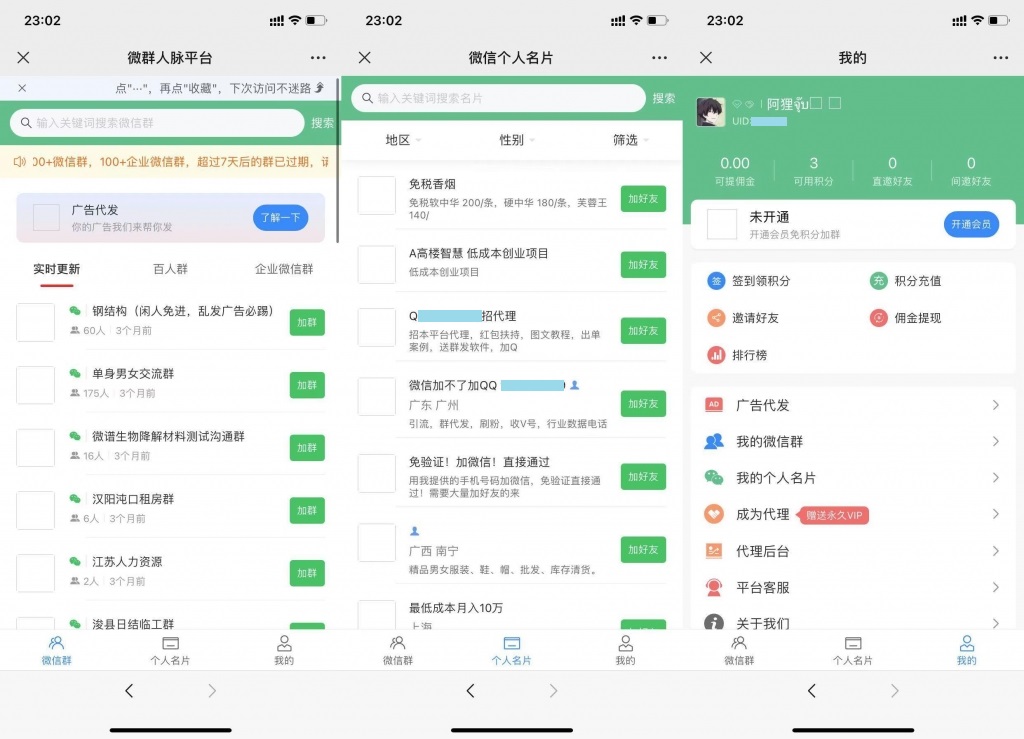 23:02
微群人脉平台
点"···"，再点"收藏"，下次访问不迷路
输入关键词搜索微信群
搜索
00+微信群，100+企业微信群，超过7天后的群已过期，
广告代发
你的广告我们来帮你发
了解一下
实时更新
百人群
企业微信群
钢结构（闲人免进，乱发广告必踢）
60人 | 3个月前
加群
单身男女交流群
175人 | 3个月前
加群
微谱生物降解材料测试沟通群
16人 | 3个月前
加群
汉阳沌口租房群
6人 | 3个月前
加群
江苏人力资源
2人 | 3个月前
加群
浚县日结临工群
微信群
个人名片
我的
23:02
微信个人名片
输入关键词搜索名片
搜索
地区
性别
筛选
免税香烟
免税软中华 200/条，硬中华 180/条，芙蓉王
140/
加好友
A高楼智慧 低成本创业项目
低成本创业项目
加好友
Q
招代理
招本平台代理，红包扶持，图文教程，出单
案例，送群发软件，加Q
加好友
微信加不了加QQ
广东 广州
引流，群代发，刷粉，收V号，行业数据电话
加好友
免验证！加微信！直接通过
用我提供的手机号码加微信，免验证直接通
过！需要大量加好友的来
加好友
广西 南宁
精品男女服装、鞋、帽、批发、库存清货。
加好友
最低成本月入10万
上海
微信群
个人名片
我的
23:02
我的
阿狸
UID
0.00
可提佣金
3
可用积分
0
直邀好友
0
间邀好友
未开通
开通会员免积分加群
开通会员
签 签到领积分
充 积分充值
邀请好友
佣金提现
排行榜
AD 广告代发
我的微信群
我的个人名片
成为代理 赠送永久VIP
代理后台
平台客服
关于我们
微信群
个人名片
我的